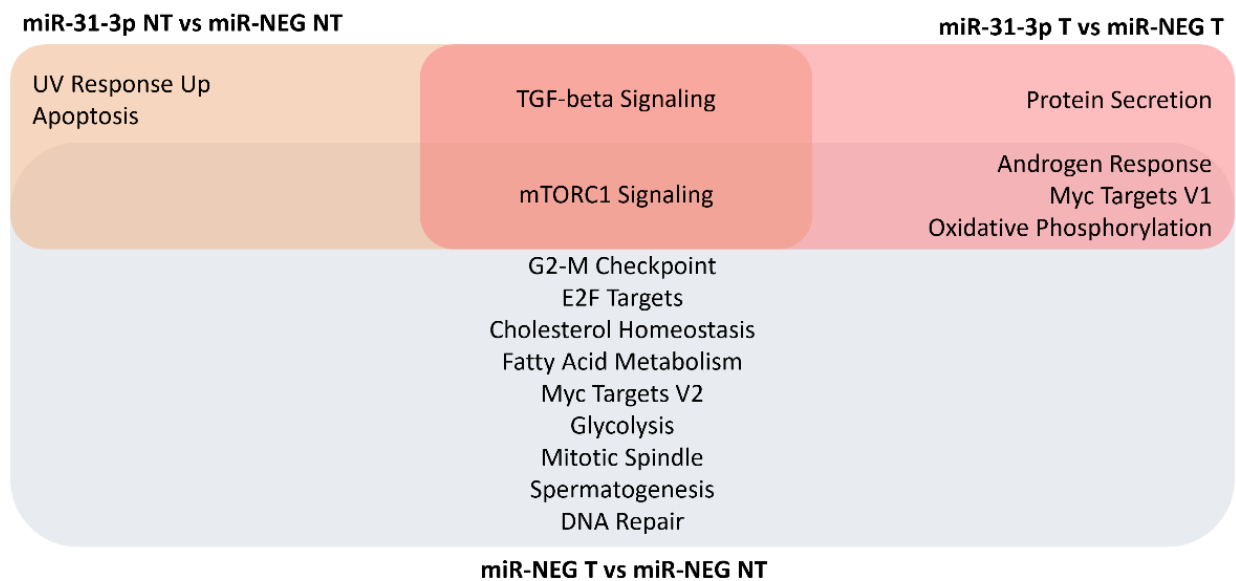 miR-31-3p NT vs miR-NEG NT
miR-31-3p T vs miR-NEG T
UV Response Up
Apoptosis
TGF-beta Signaling
Protein Secretion
mTORC1 Signaling
Androgen Response
Myc Targets V1
Oxidative Phosphorylation
G2-M Checkpoint
E2F Targets
Cholesterol Homeostasis
Fatty Acid Metabolism
Myc Targets V2
Glycolysis
Mitotic Spindle
Spermatogenesis
DNA Repair
miR-NEG T vs miR-NEG NT